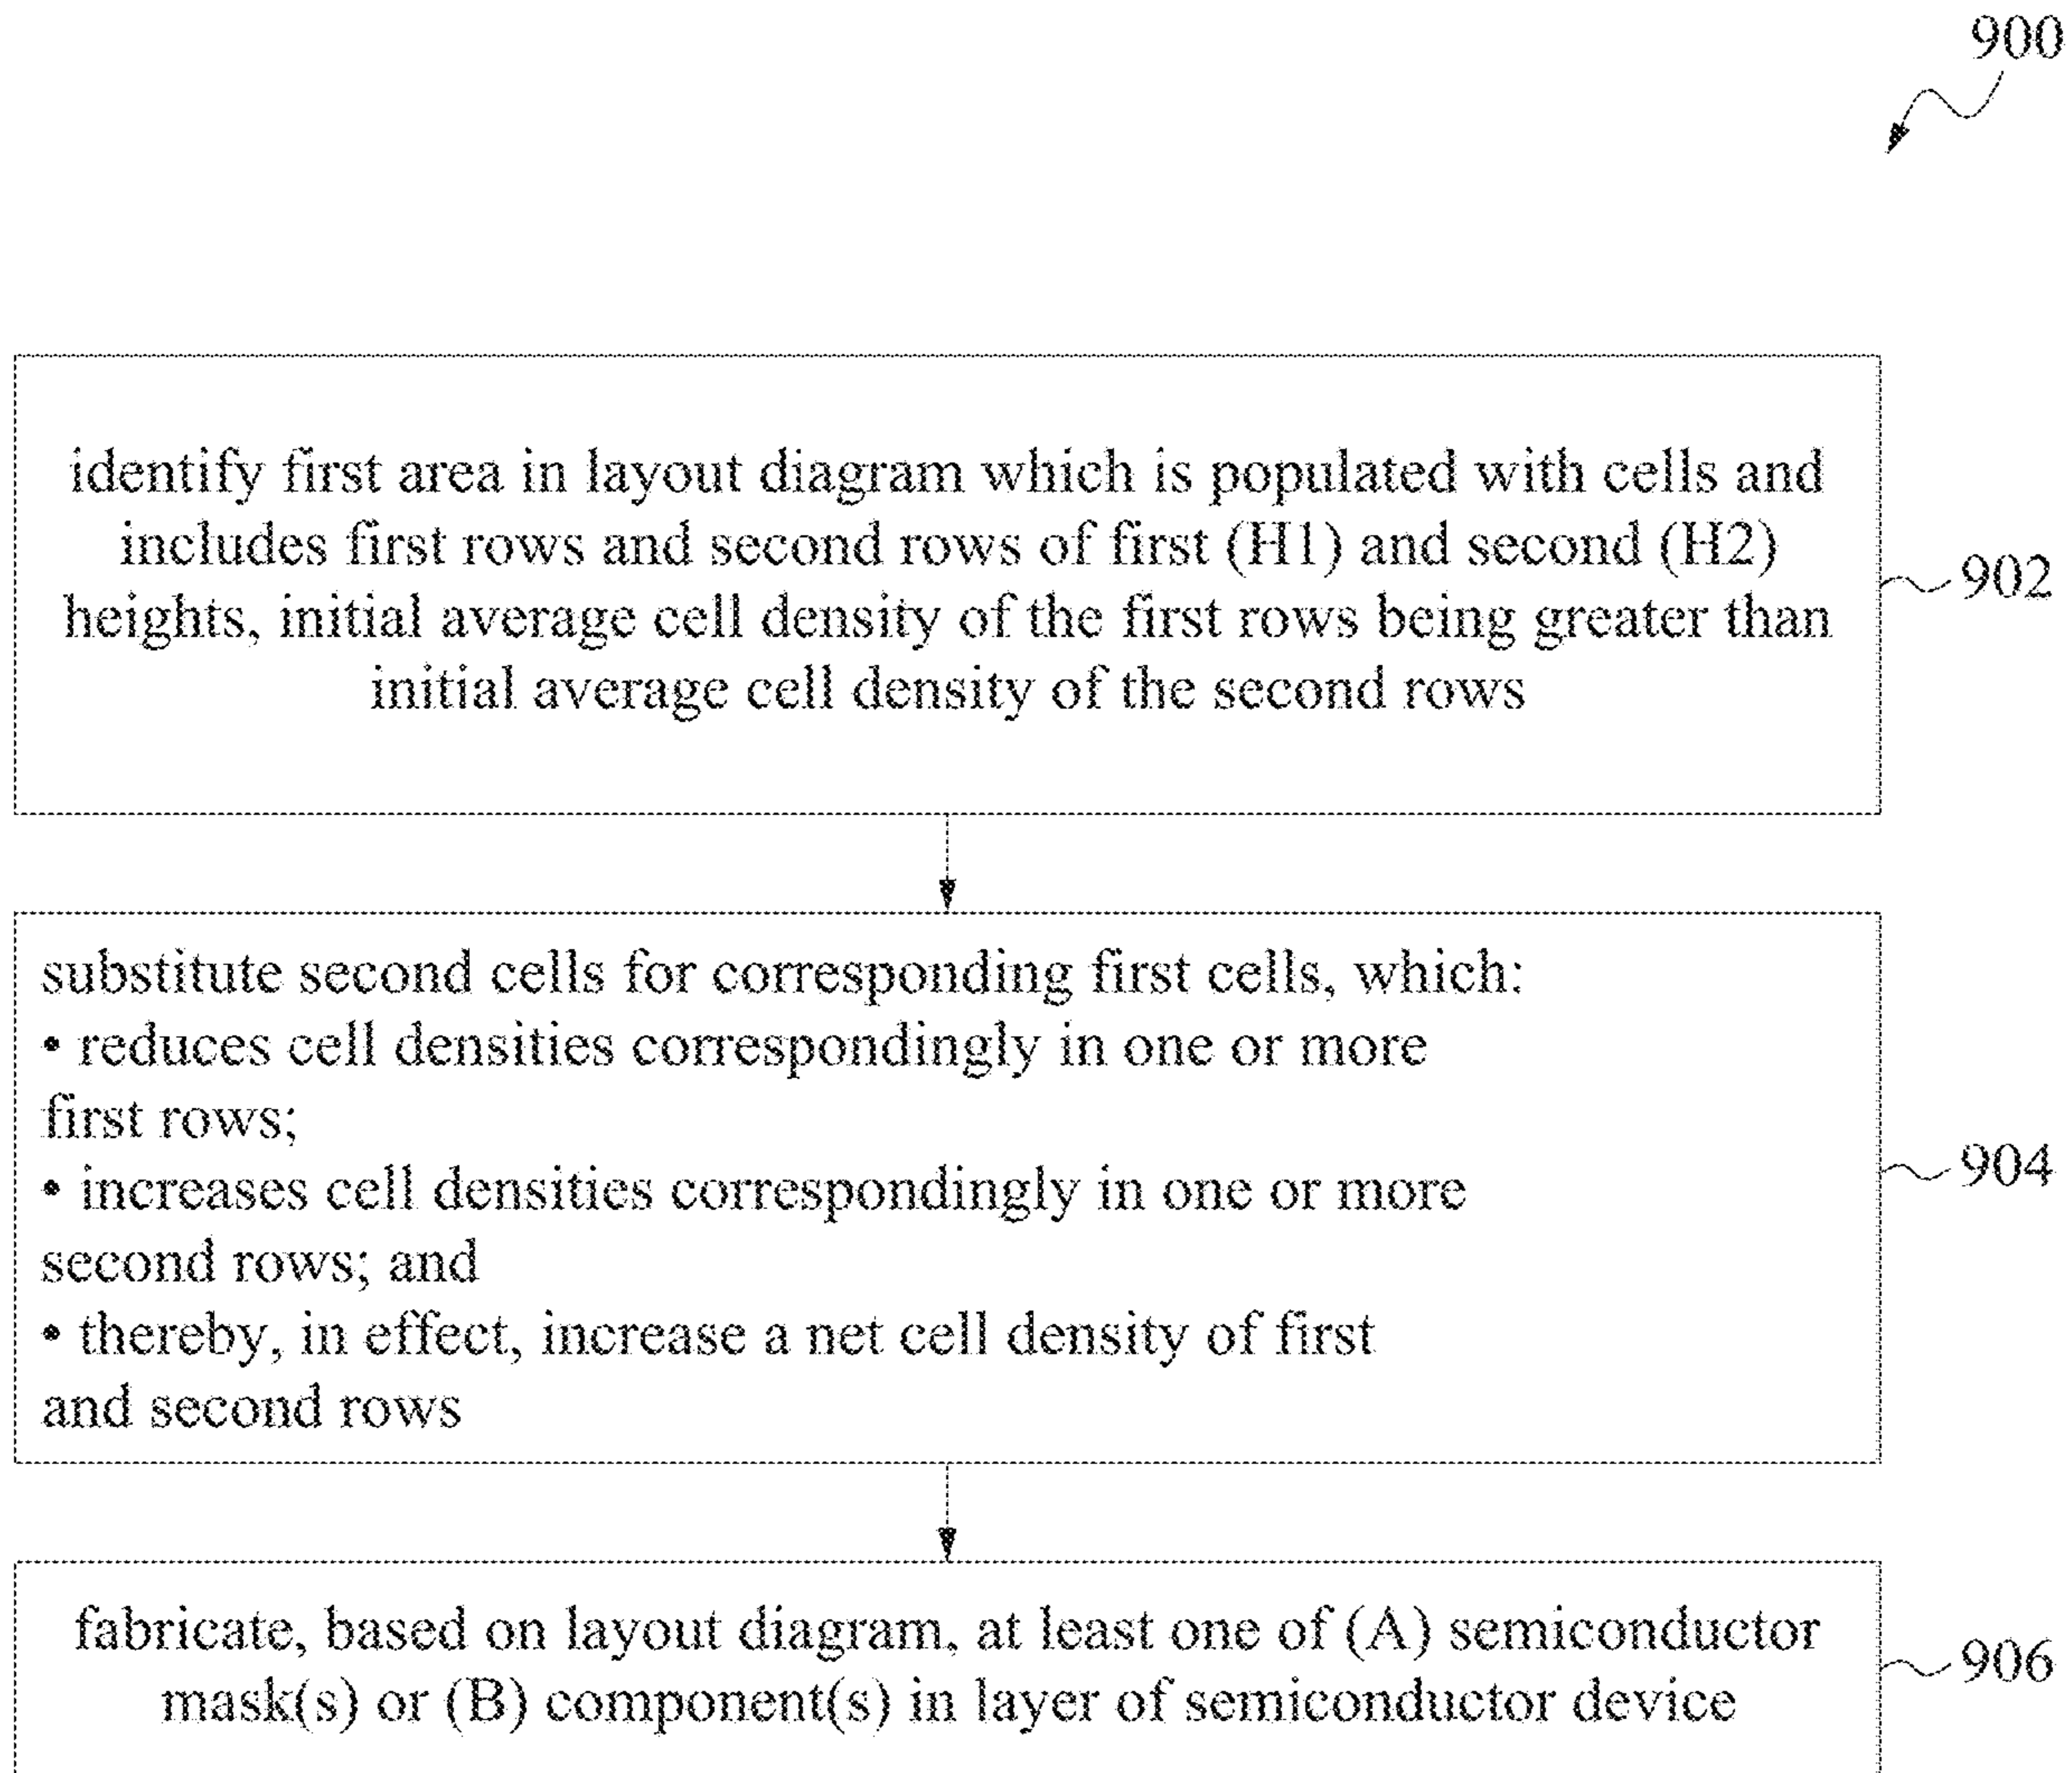 900
identify first area in layout diagram which is populated with cells and
includes first rows and second rows of first (H1) and second (H2)
heights, initial average cell density of the first rows being greater than
initial average cell density of the second rows
902
substitute second cells for corresponding first cells, which:
• reduces cell densities correspondingly in one or more
first rows;
• increases cell densities correspondingly in one or more
second rows; and
• thereby, in effect, increase a net cell density of first
and second rows
904
fabricate, based on layout diagram, at least one of (A) semiconductor
mask(s) or (B) component(s) in layer of semiconductor device
906